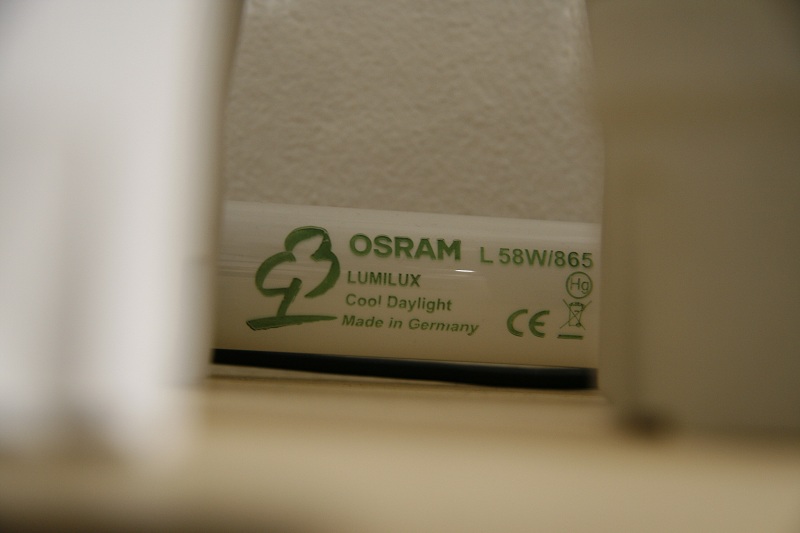 OSRAM L 58W/865
LUMILUX
Hg
Cool Daylight
Made in Germany CE